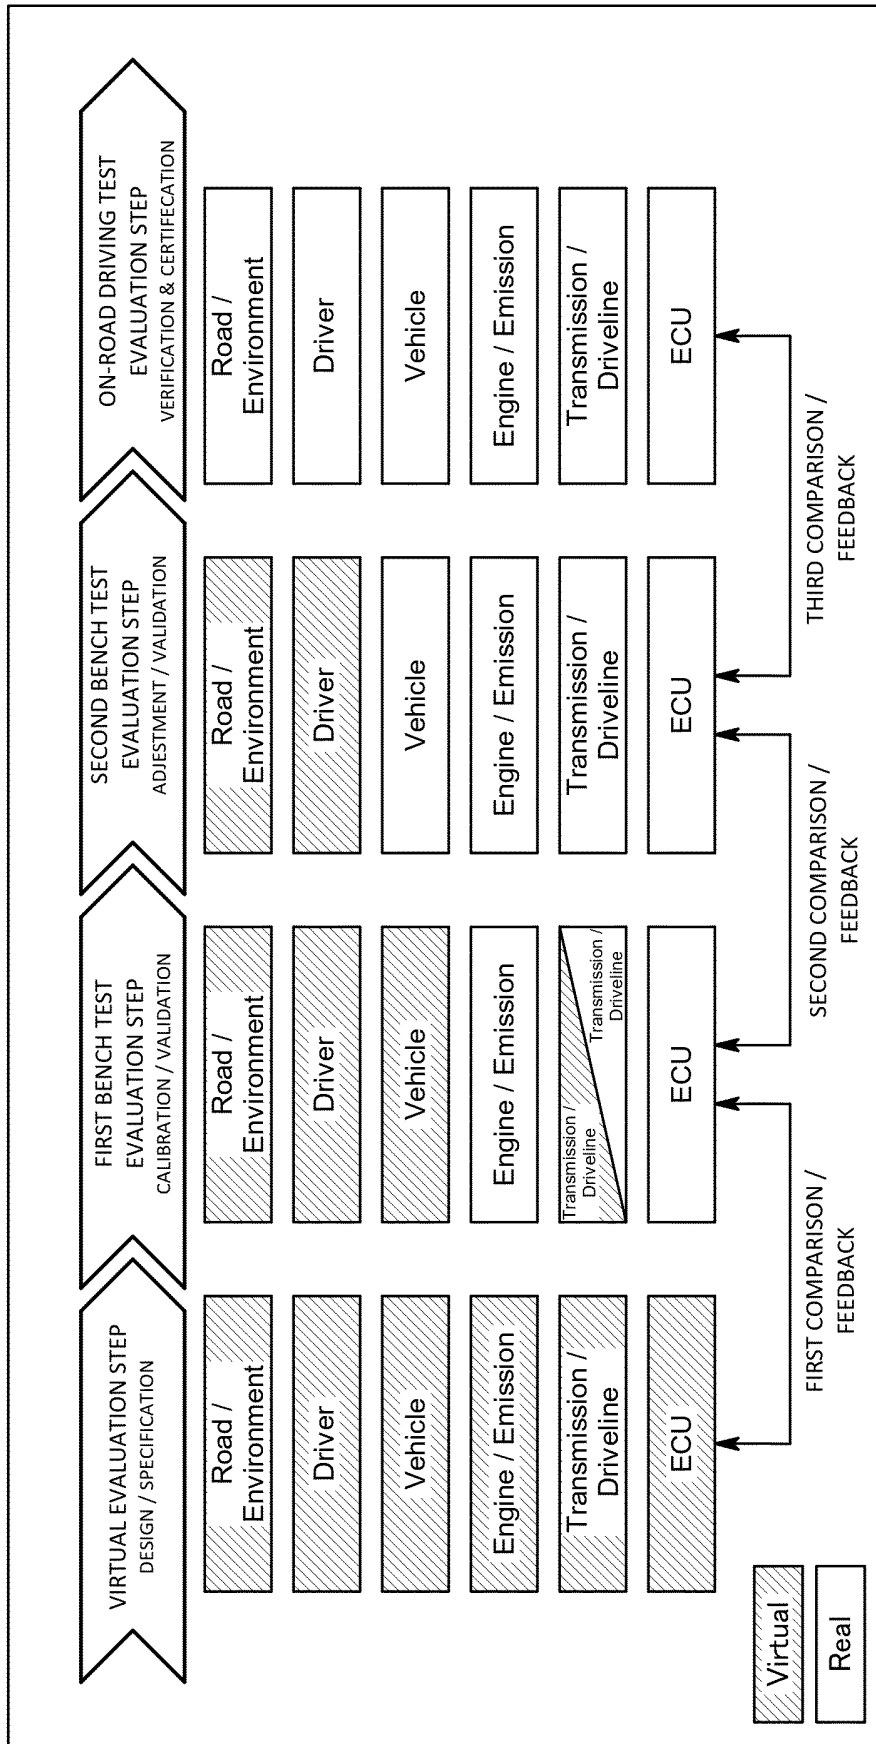 VIRTUAL EVALUATION STEP
DESIGN / SPECIFICATION
Road /
Environment
Driver
Vehicle
Engine / Emission
Transmission /
Driveline
ECU
FIRST BENCH TEST
EVALUATION STEP
CALIBRATION / VALIDATION
Road /
Environment
Driver
Vehicle
Engine / Emission
Transmission /
Driveline
Transmission /
Driveline
ECU
SECOND BENCH TEST
EVALUATION STEP
ADJESTMENT / VALIDATION
Road /
Environment
Driver
Vehicle
Engine / Emission
Transmission /
Driveline
ECU
ON-ROAD DRIVING TEST
EVALUATION STEP
VERIFICATION & CERTIFECATION
Road /
Environment
Driver
Vehicle
Engine / Emission
Transmission /
Driveline
ECU
FIRST COMPARISON /
FEEDBACK
SECOND COMPARISON /
FEEDBACK
THIRD COMPARISON /
FEEDBACK
Virtual
Real